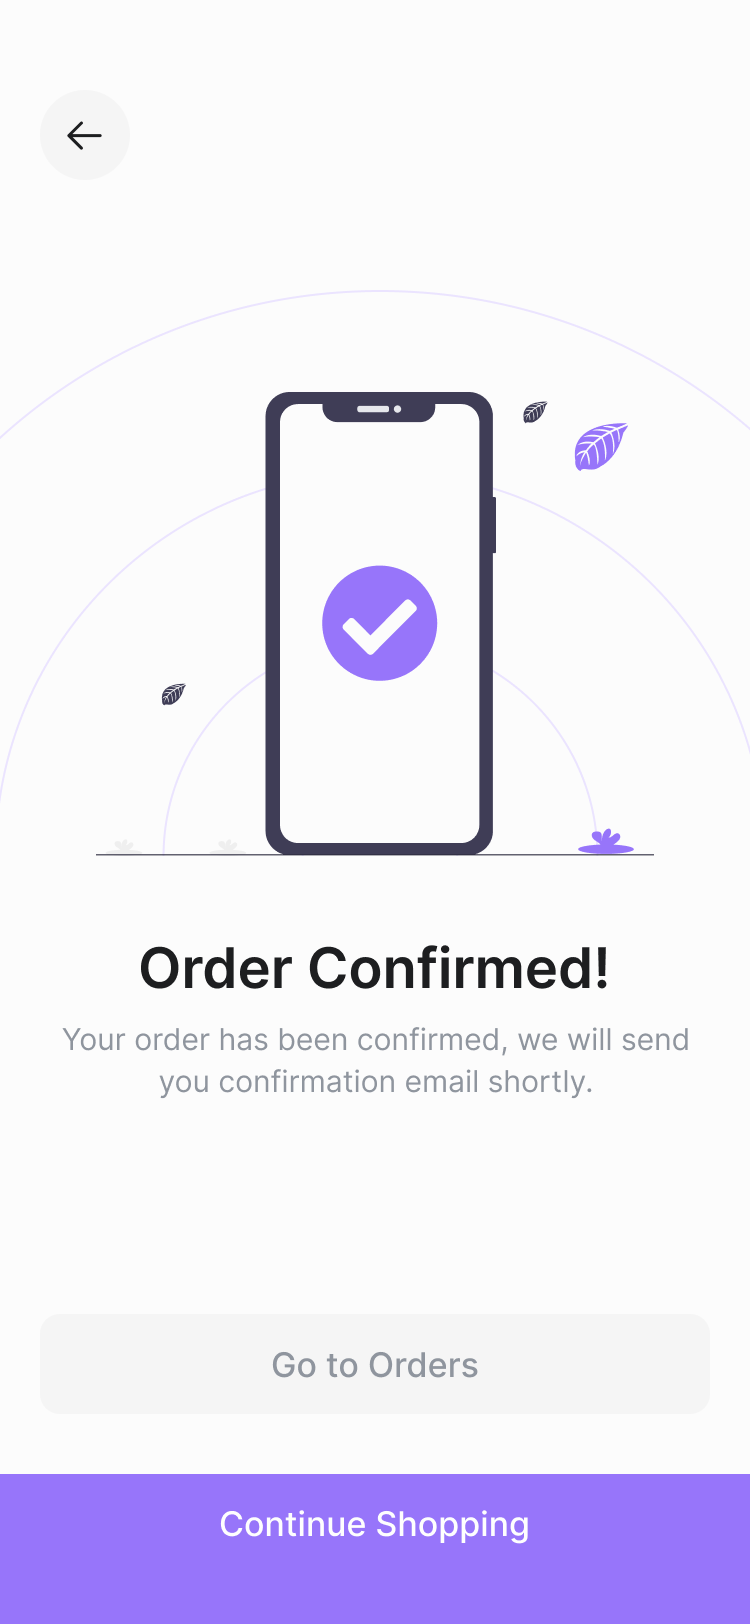 Order Confirmed!
Your order has been confirmed, we will send
you confirmation email shortly.
Go to Orders
Continue Shopping